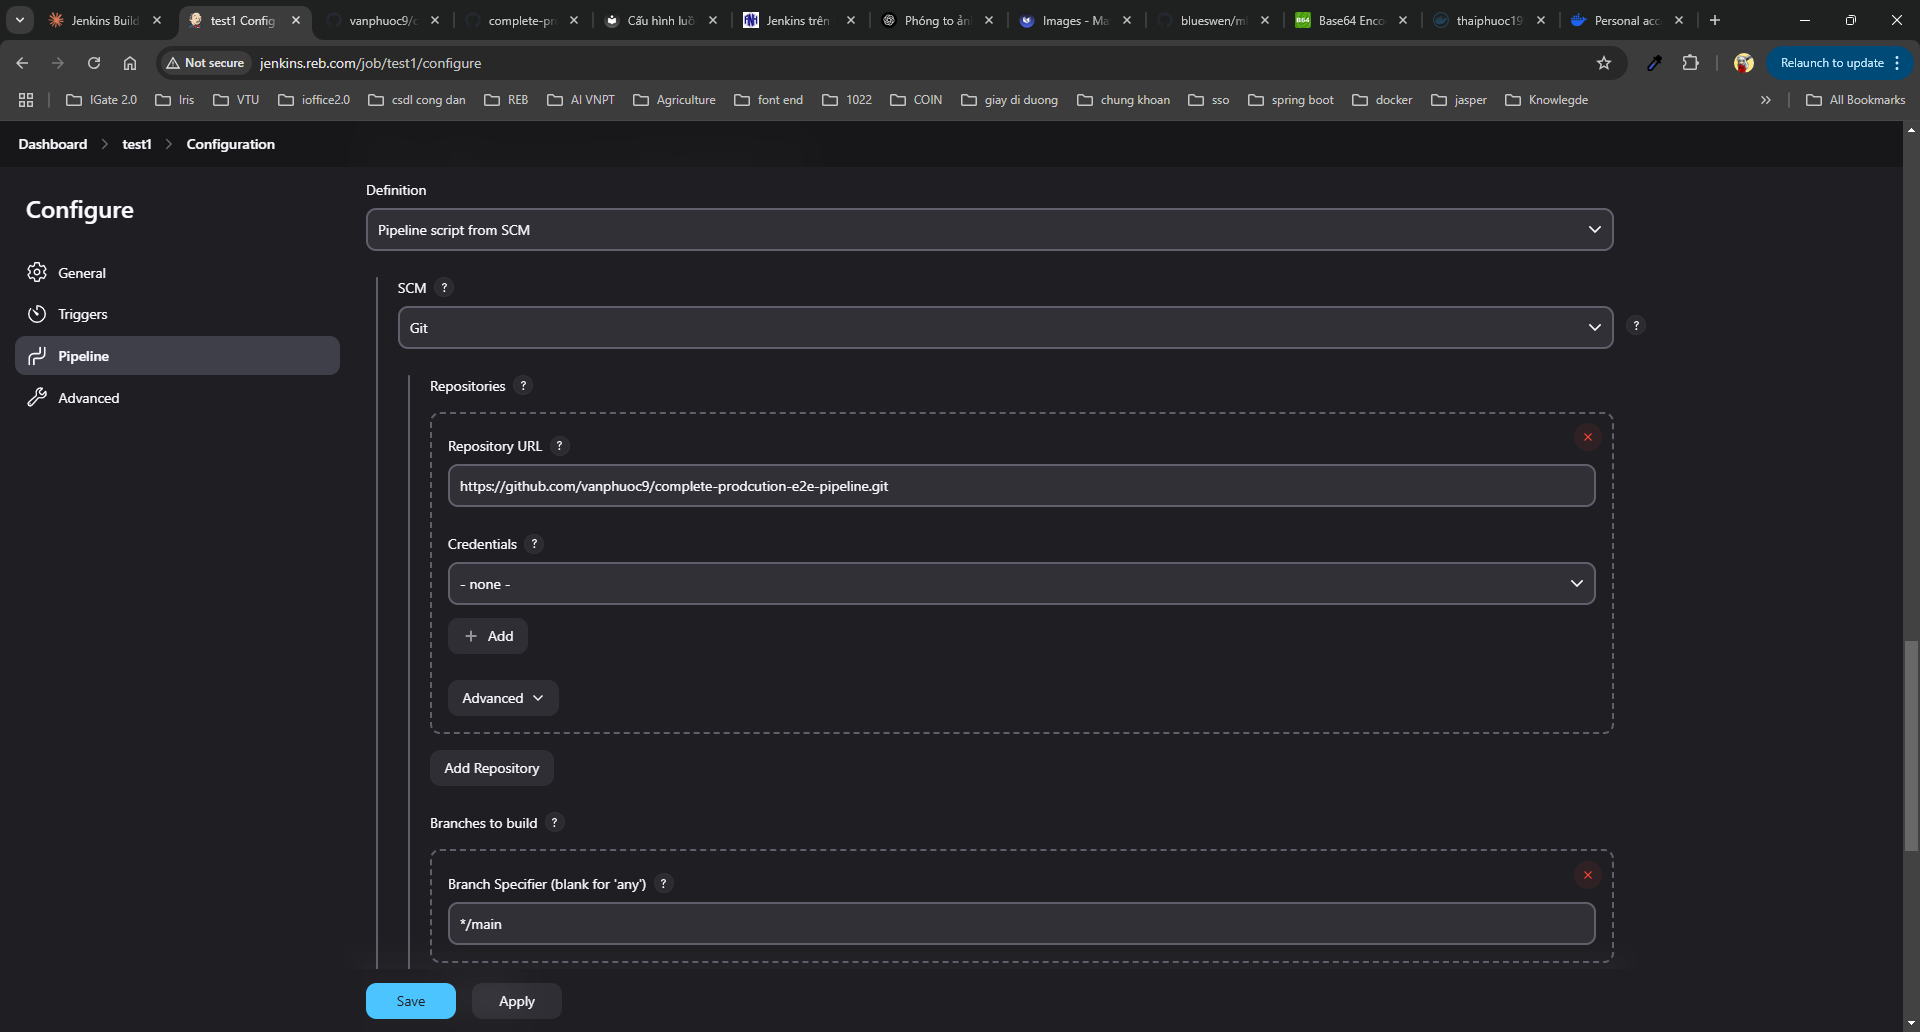 Jenkins Build
test1 Config
vanphuoc9/c
complete-pr
Cấu hình luồ
Jenkins trên
Phóng to ản
Images - Ma
blueswen/ml
Base64 Enco
thaiphuoc19
Personal acc
Not secure
jenkins.reb.com/job/test1/configure
Relaunch to update
IGate 2.0
Iris
VTU
ioffice2.0
csdl cong dan
REB
AI VNPT
Agriculture
font end
1022
COIN
giay di duong
chung khoan
sso
spring boot
docker
jasper
Knowlegde
All Bookmarks
Dashboard
test1
Configuration
Configure
General
Triggers
Pipeline
Advanced
Definition
Pipeline script from SCM
SCM ?
Git
?
Repositories ?
Repository URL ?
https://github.com/vanphuoc9/complete-prodcution-e2e-pipeline.git
Credentials ?
- none -
+ Add
Advanced
Add Repository
Branches to build ?
Branch Specifier (blank for 'any') ?
*/main
Save
Apply